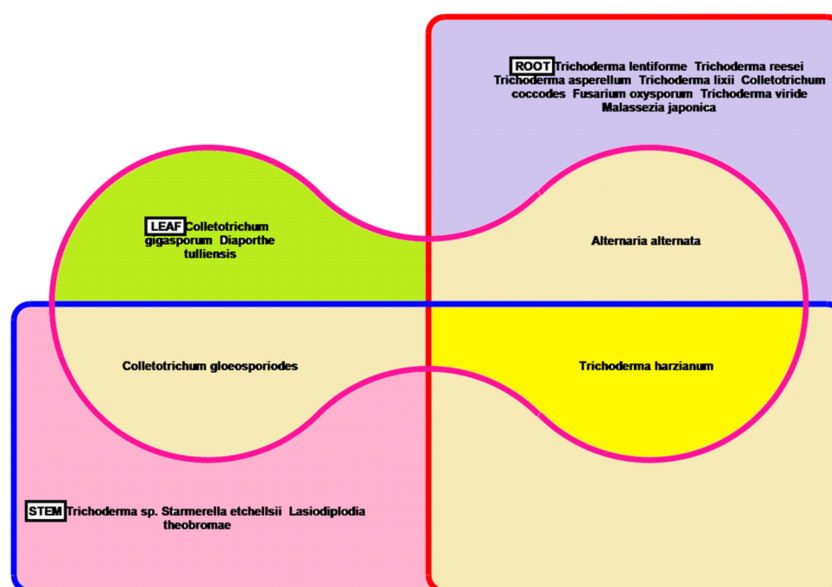 ROOT Trichoderma lentiforme Trichoderma reesei
Trichoderma asperellum Trichoderma lixii Colletotrichum
coccodes Fusarium oxysporum Trichoderma viride
Malassezia japonica
LEAF Colletotrichum
gigasporum Diaporthe
tulliensis
Alternaria alternata
Colletotrichum gloeosporiodes
Trichoderma harzianum
STEM Trichoderma sp. Starmerella etchellsii Lasiodiplodia
theobromae